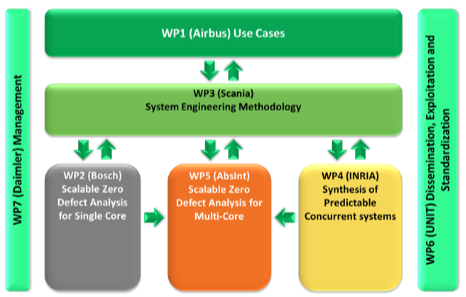 WP1 (Airbus) Use Cases
WP3 (Scania)
System Engineering Methodology
WP2 (Bosch)
Scalable Zero
Defect Analysis
for Single Core
WP5 (AbsInt)
Scalable Zero
Defect Analysis for
Multi-Core
WP4 (INRIA)
Synthesis of
Predictable
Concurrent systems
WP7 (Daimler) Management
WP6 (UNIT) Dissemination, Exploitation and
Standardization